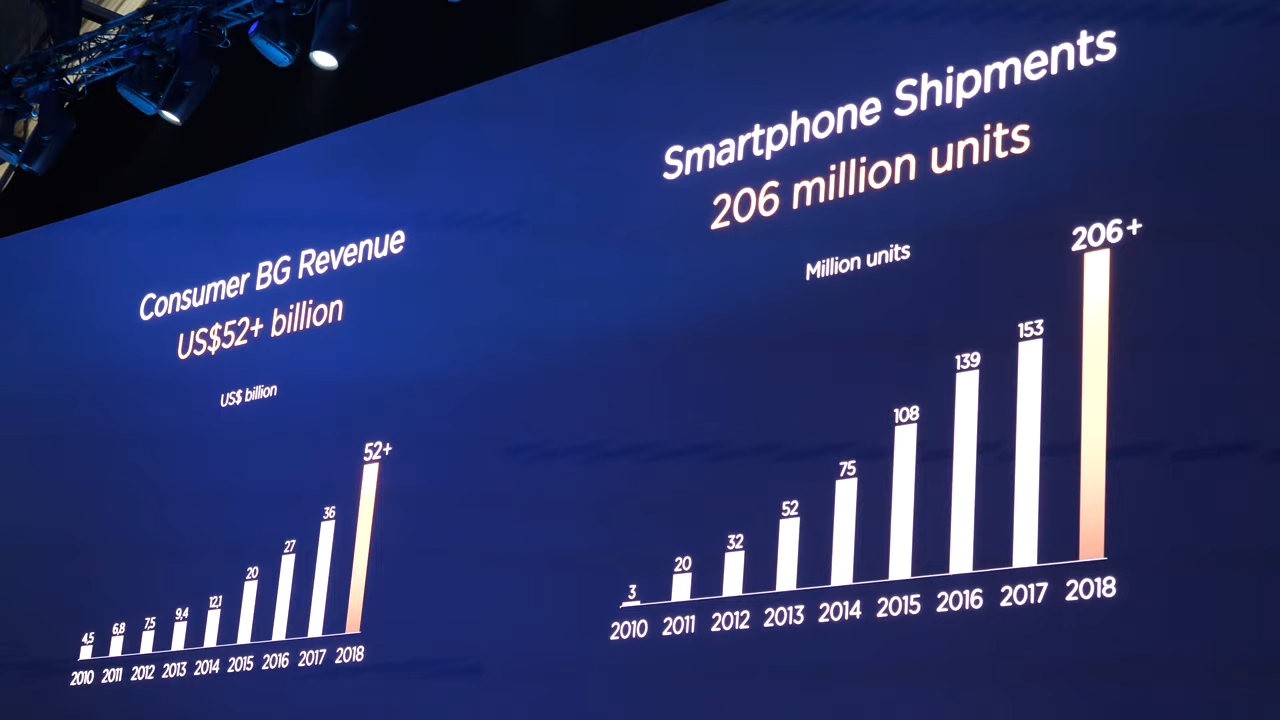 Consumer BG Revenue
US$52+ billion
US$ billion
4.5 6.8 7.5 9.4 12.1 20 27 36 52+
2010 2011 2012 2013 2014 2015 2016 2017 2018
Smartphone Shipments
206 million units
Million units
3 20 32 52 75 108 139 153 206+
2010 2011 2012 2013 2014 2015 2016 2017 2018